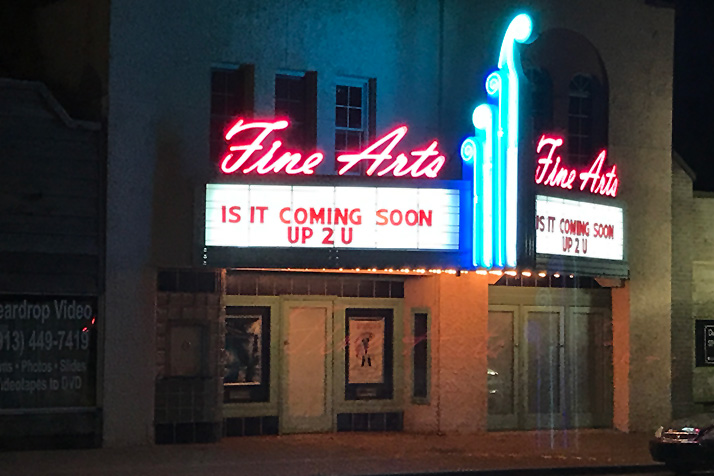 Fine Arts
IS IT COMING SOON
UP 2 U
Fine Arts
IS IT COMING SOON
UP 2 U
eardrop Video
913) 449-7419
ms • Photos • Slides
ideotapes to DVD